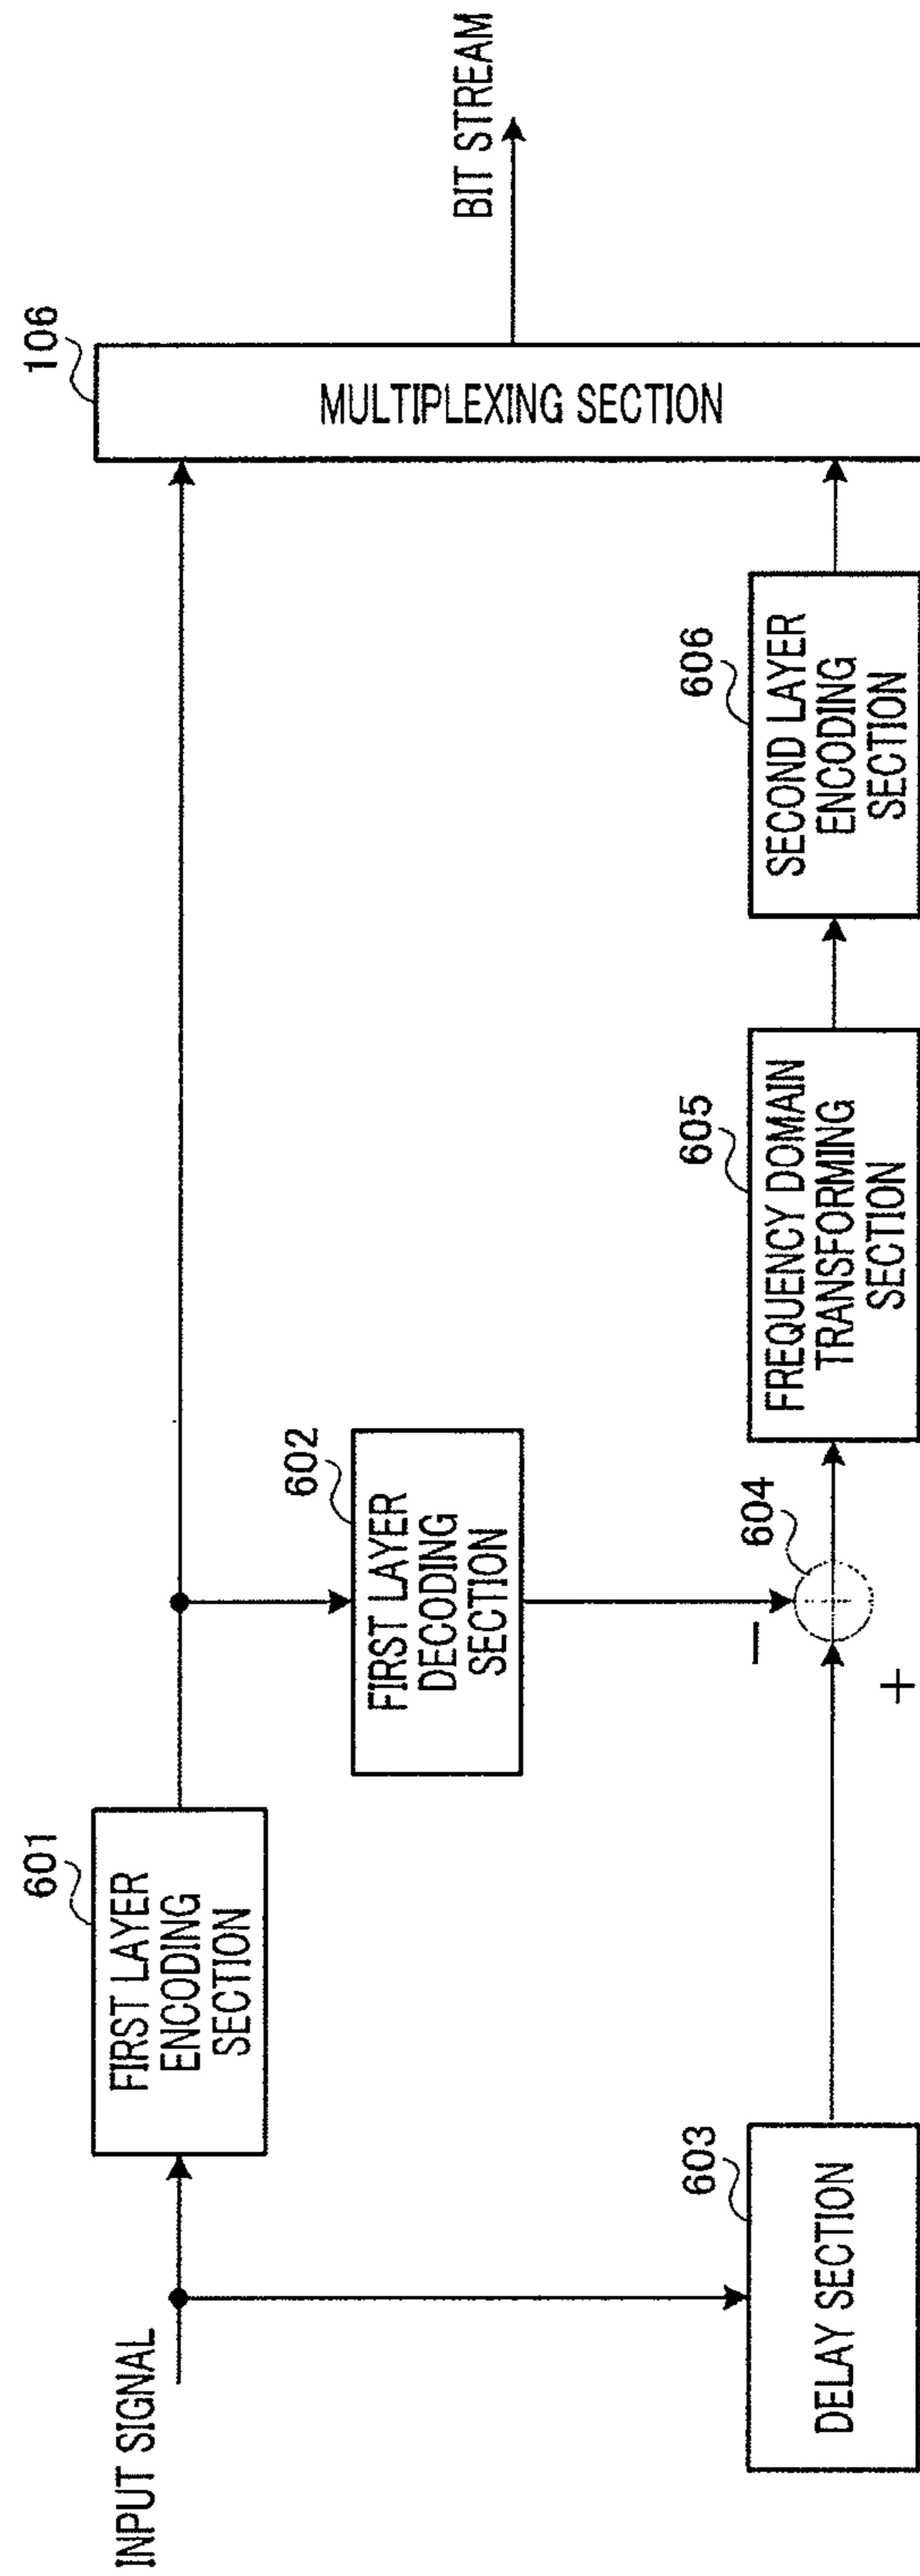 INPUT SIGNAL
601
FIRST LAYER
ENCODING
SECTION
602
FIRST LAYER
DECODING
SECTION
603
DELAY SECTION
604
−
+
605
FREQUENCY DOMAIN
TRANSFORMING
SECTION
606
SECOND LAYER
ENCODING
SECTION
106
MULTIPLEXING SECTION
BIT STREAM